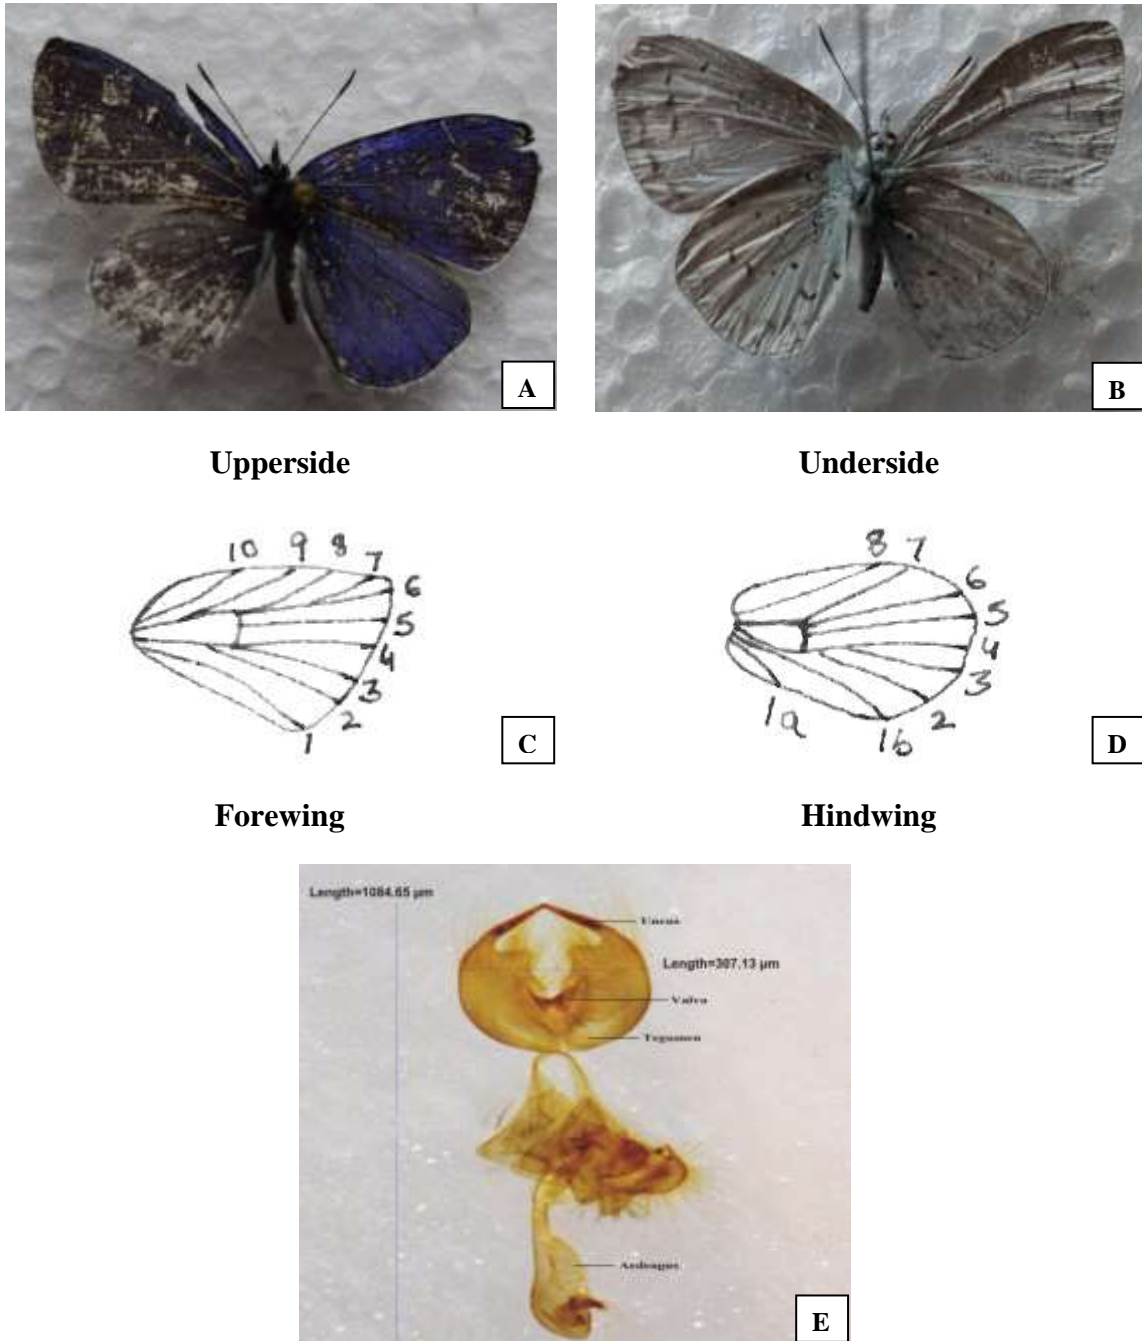 A
B
Upperside
Underside
10 9 8 7
6
5
4
3
2
1
C
8 7
6
5
4
3
2
1b
1a
D
Forewing
Hindwing
Length=1084.65 µm
Uncus
Length=307.13 µm
Valva
Tegumen
Aedeagus
E